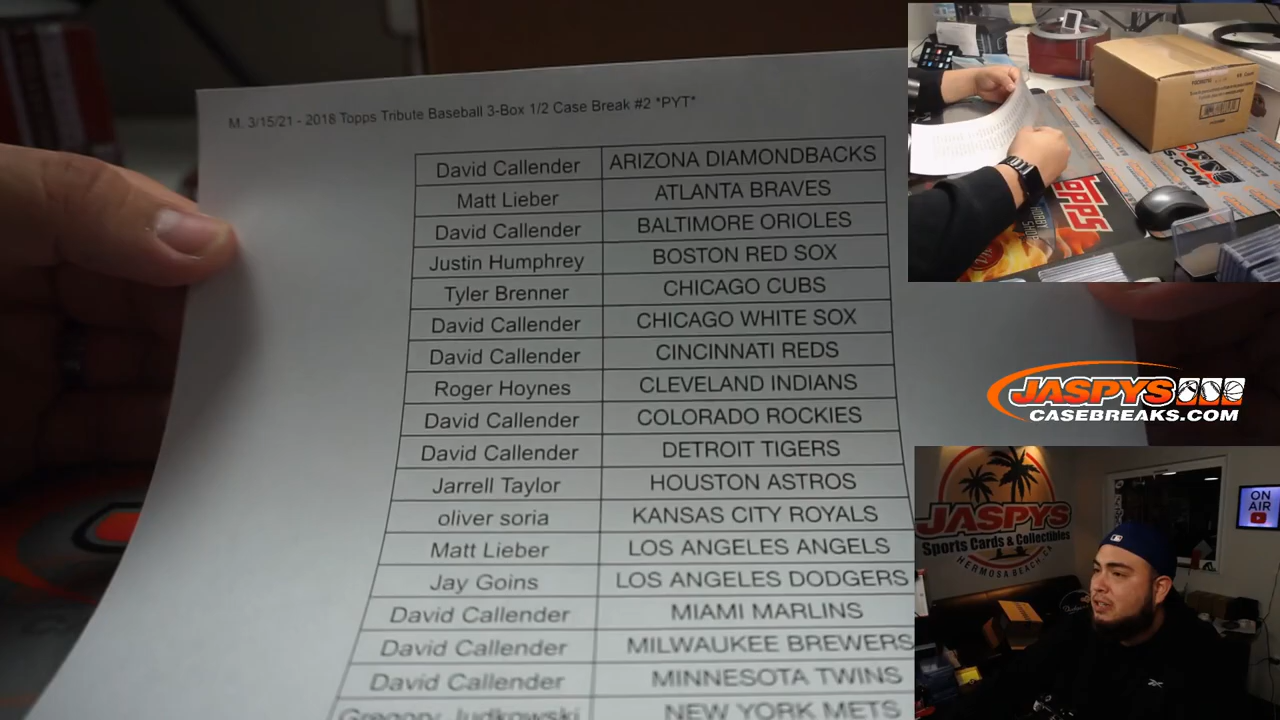 M. 3/15/21 - 2018 Topps Tribute Baseball 3-Box 1/2 Case Break #2 *PYT*
David Callender ARIZONA DIAMONDBACKS
Matt Lieber ATLANTA BRAVES
David Callender BALTIMORE ORIOLES
Justin Humphrey BOSTON RED SOX
Tyler Brenner CHICAGO CUBS
David Callender CHICAGO WHITE SOX
David Callender CINCINNATI REDS
Roger Hoynes CLEVELAND INDIANS
David Callender COLORADO ROCKIES
David Callender DETROIT TIGERS
Jarrell Taylor HOUSTON ASTROS
oliver soria KANSAS CITY ROYALS
Matt Lieber LOS ANGELES ANGELS
Jay Goins LOS ANGELES DODGERS
David Callender MIAMI MARLINS
David Callender MILWAUKEE BREWERS
David Callender MINNESOTA TWINS
Gregory Judkowski NEW YORK METS
TOPPS
HOBBY
JASPYS
CASEBREAKS.COM
JASPYS
Sports Cards & Collectibles
HERMOSA BEACH, CA
ON
AIR